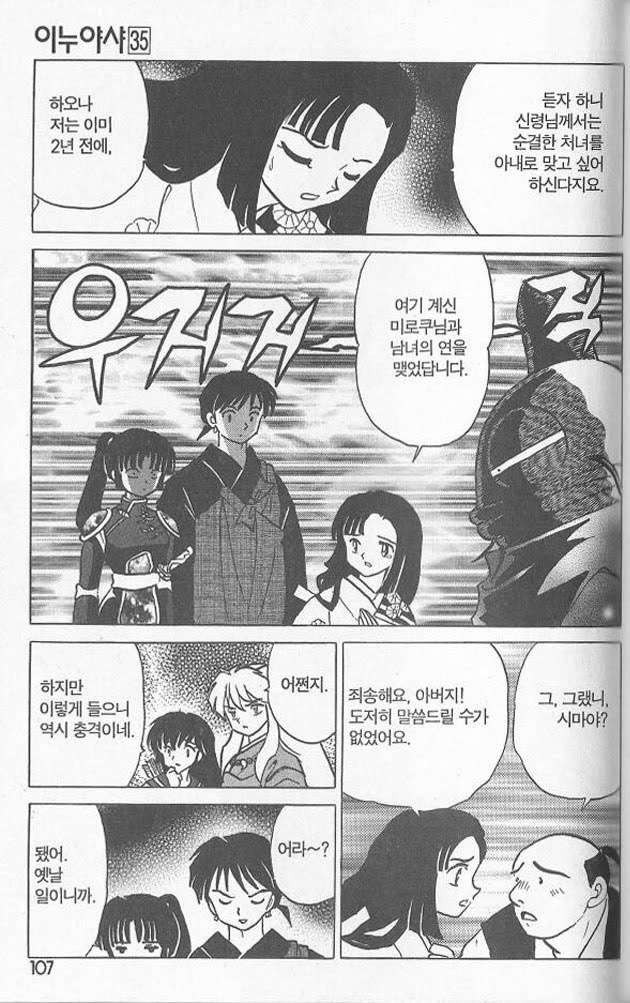 이누야샤 35
듣자 하니
신령님께서는
순결한 처녀를
아내로 맞고 싶어
하신다지요.
하오나
저는 이미
2년 전에,
여기 계신
미로쿠님과
남녀의 연을
맺었답니다.
우지거
걱
그, 그랬니,
시마야?
죄송해요, 아버지!
도저히 말씀드릴 수가
없었어요.
어쩐지.
하지만
이렇게 들으니
역시 충격이네.
어라~?
됐어.
옛날
일이니까.
107